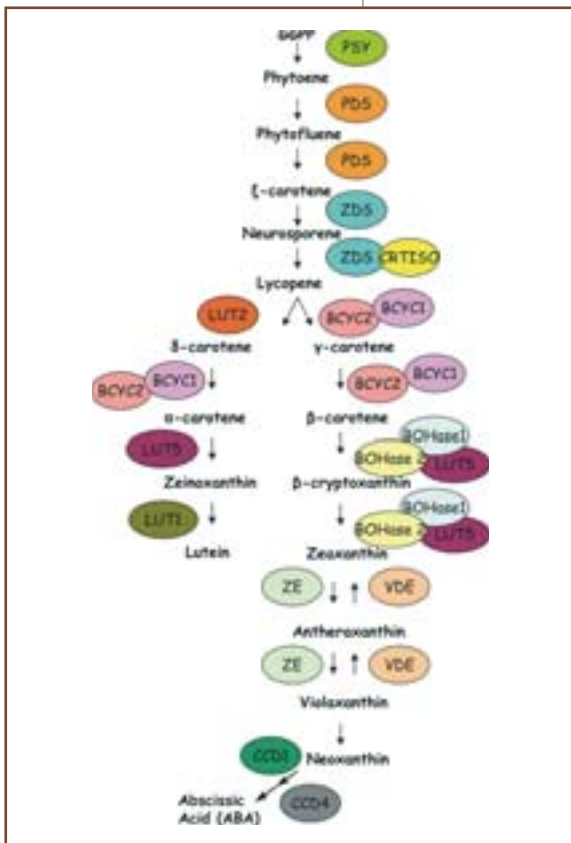 GGPP
PSY
Phytoene
PDS
Phytofluene
PDS
ξ-carotene
ZDS
Neurosporene
ZDS CRTISO
Lycopene
LUT2 BCYC2 BCYC1
δ-carotene γ-carotene
BCYC2 BCYC1 BCYC2 BCYC1
α-carotene β-carotene
LUT5 BOHase 2 BOHase1 LUT5
Zeinoxanthin β-cryptoxanthin
LUT1 BOHase 2 BOHase1 LUT5
Lutein Zeaxanthin
ZE VDE
Antheraxanthin
ZE VDE
Violaxanthin
Neoxanthin
CCD4
Abscissic
Acid (ABA)